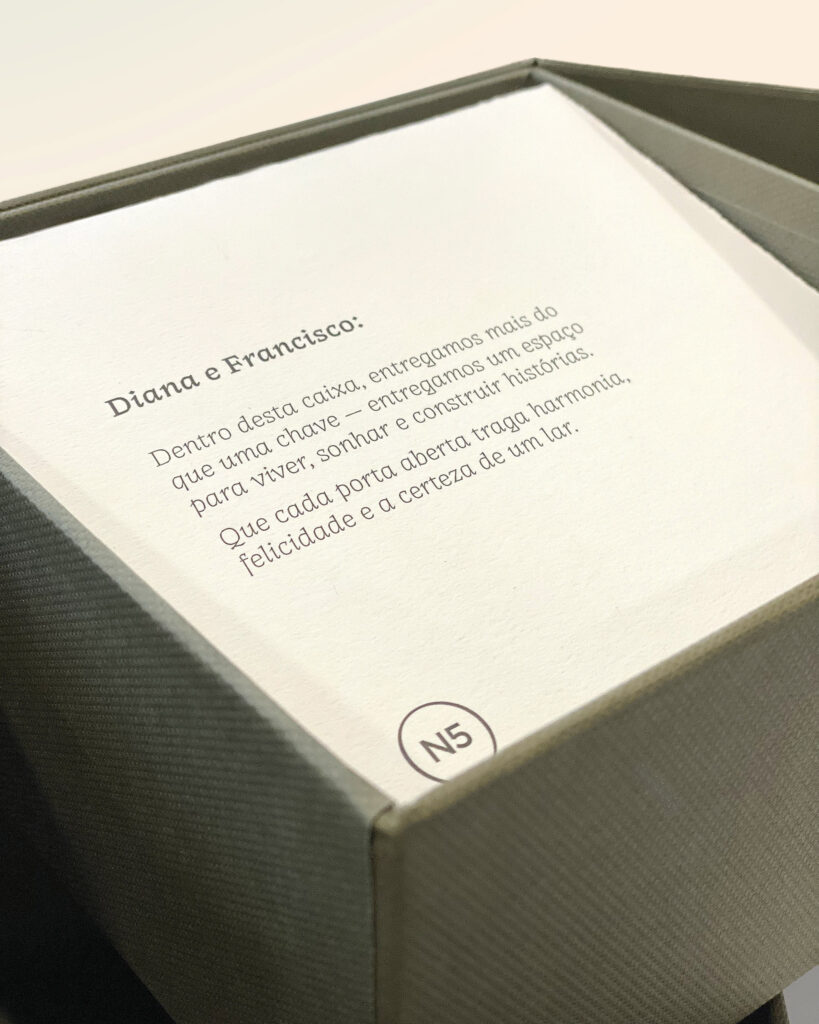 Diana e Francisco:
Dentro desta caixa, entregamos mais do
que uma chave — entregamos um espaço
para viver, sonhar e construir histórias.
Que cada porta aberta traga harmonia,
felicidade e a certeza de um lar.
N5